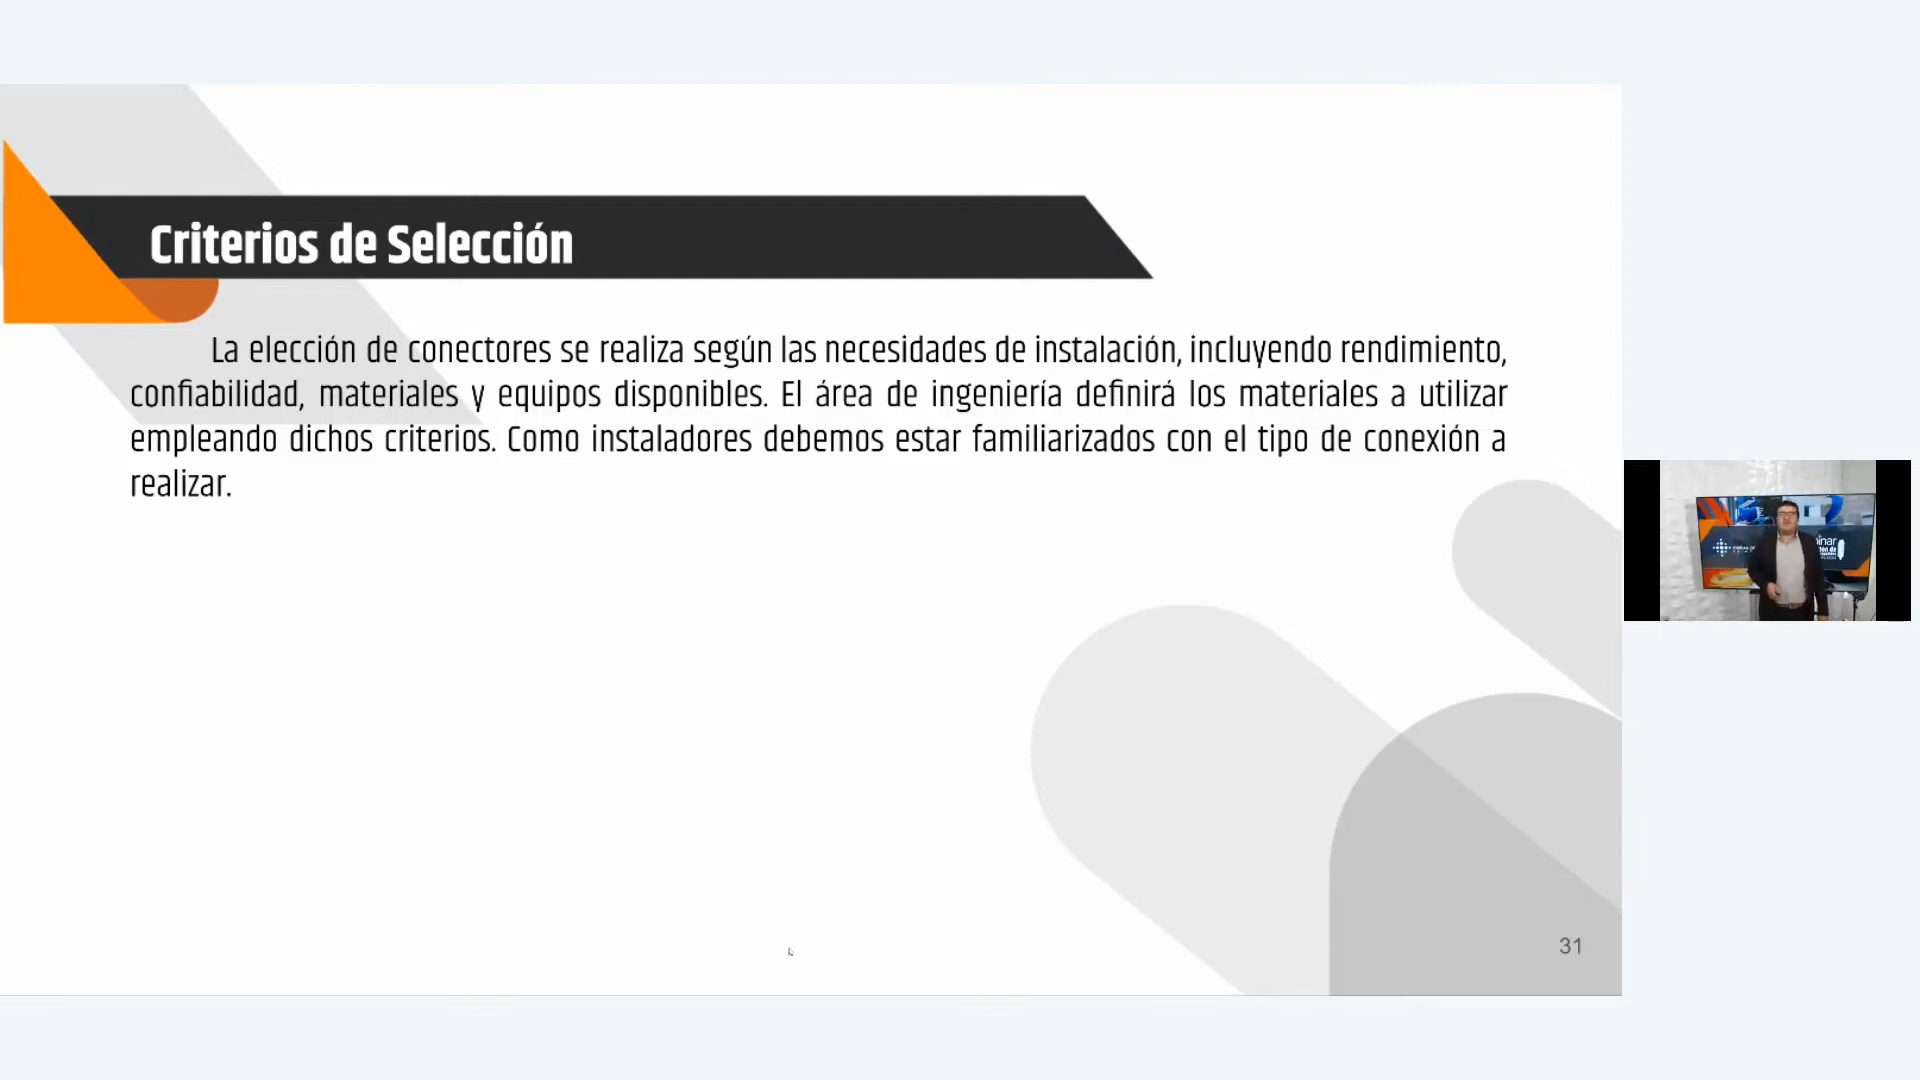 Criterios de Selección
La elección de conectores se realiza según las necesidades de instalación, incluyendo rendimiento,
confiabilidad, materiales y equipos disponibles. El área de ingeniería definirá los materiales a utilizar
empleando dichos criterios. Como instaladores debemos estar familiarizados con el tipo de conexión a
realizar.
31